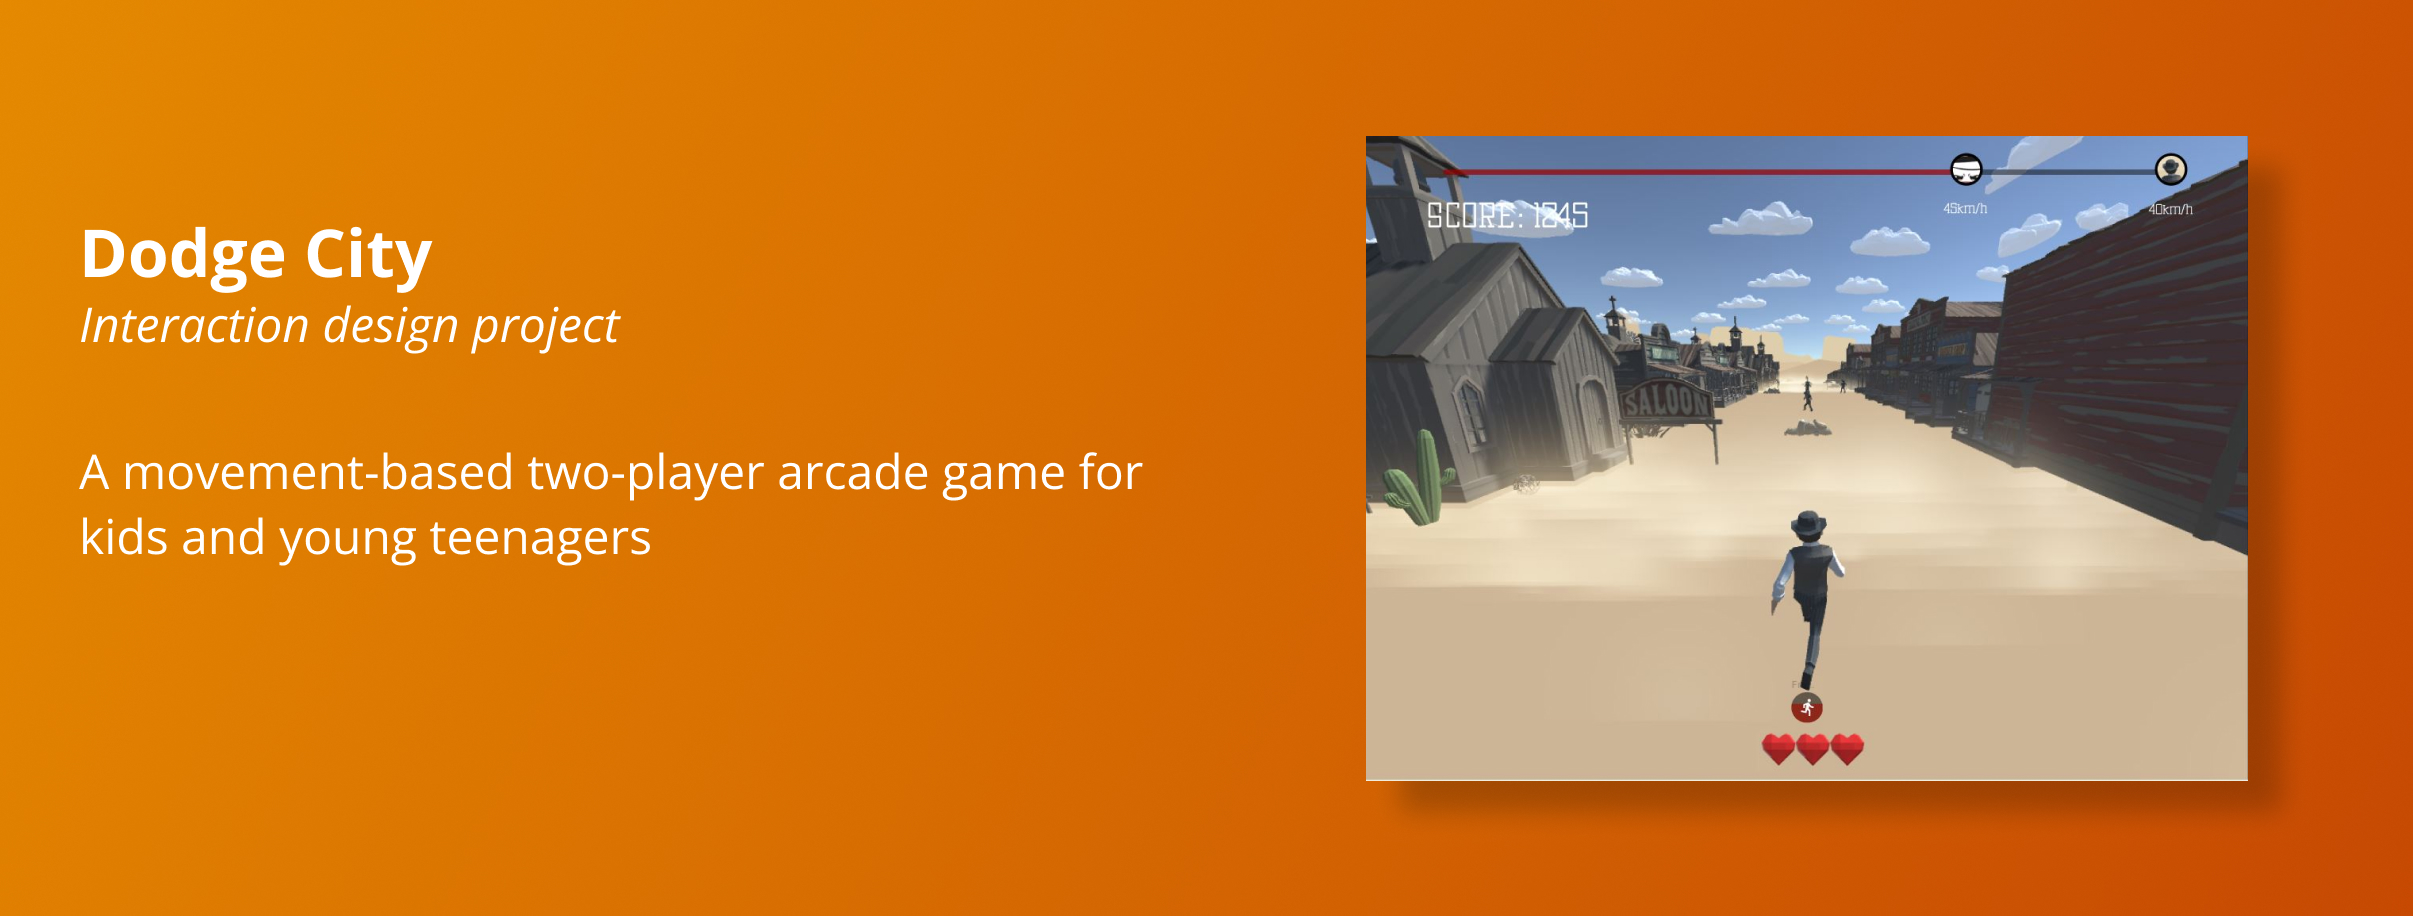 Dodge City
Interaction design project
A movement-based two-player arcade game for
kids and young teenagers
SCORE: 1245
45km/h
40km/h
SALOON